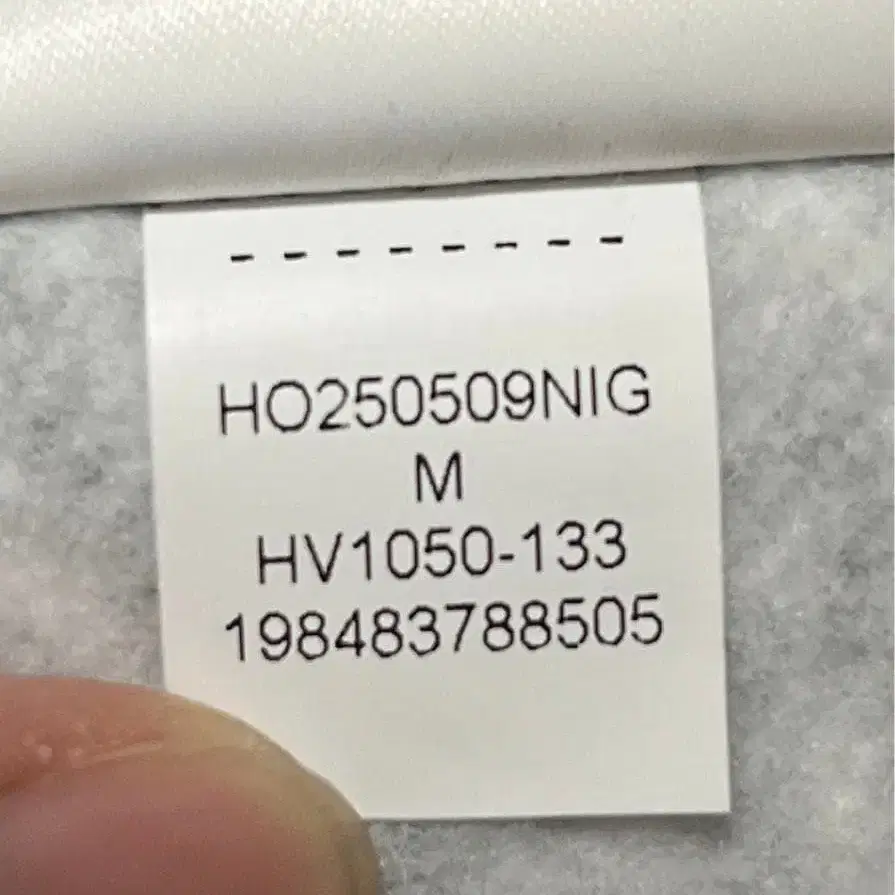 --------
HO250509NIG
M
HV1050-133
198483788505